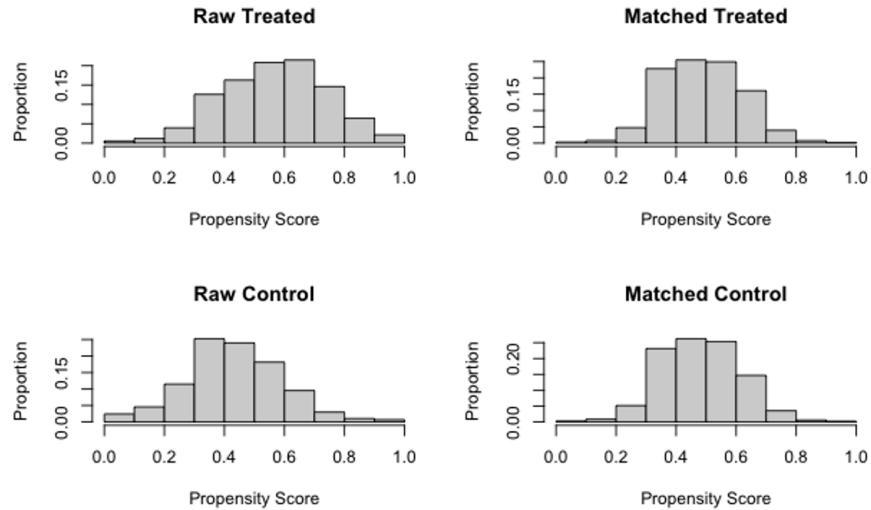 Raw Treated
Proportion
0.00 0.15
0.0 0.2 0.4 0.6 0.8 1.0
Propensity Score
Matched Treated
Proportion
0.00 0.15
0.0 0.2 0.4 0.6 0.8 1.0
Propensity Score
Raw Control
Proportion
0.00 0.15
0.0 0.2 0.4 0.6 0.8 1.0
Propensity Score
Matched Control
Proportion
0.00 0.20
0.0 0.2 0.4 0.6 0.8 1.0
Propensity Score